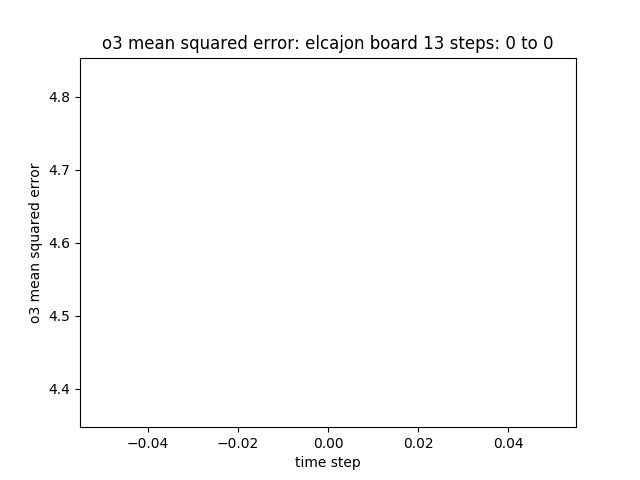 o3 mean squared error: elcajon board 13 steps: 0 to 0
4.8
4.7
4.6
4.5
4.4
o3 mean squared error
−0.04 −0.02 0.00 0.02 0.04
time step